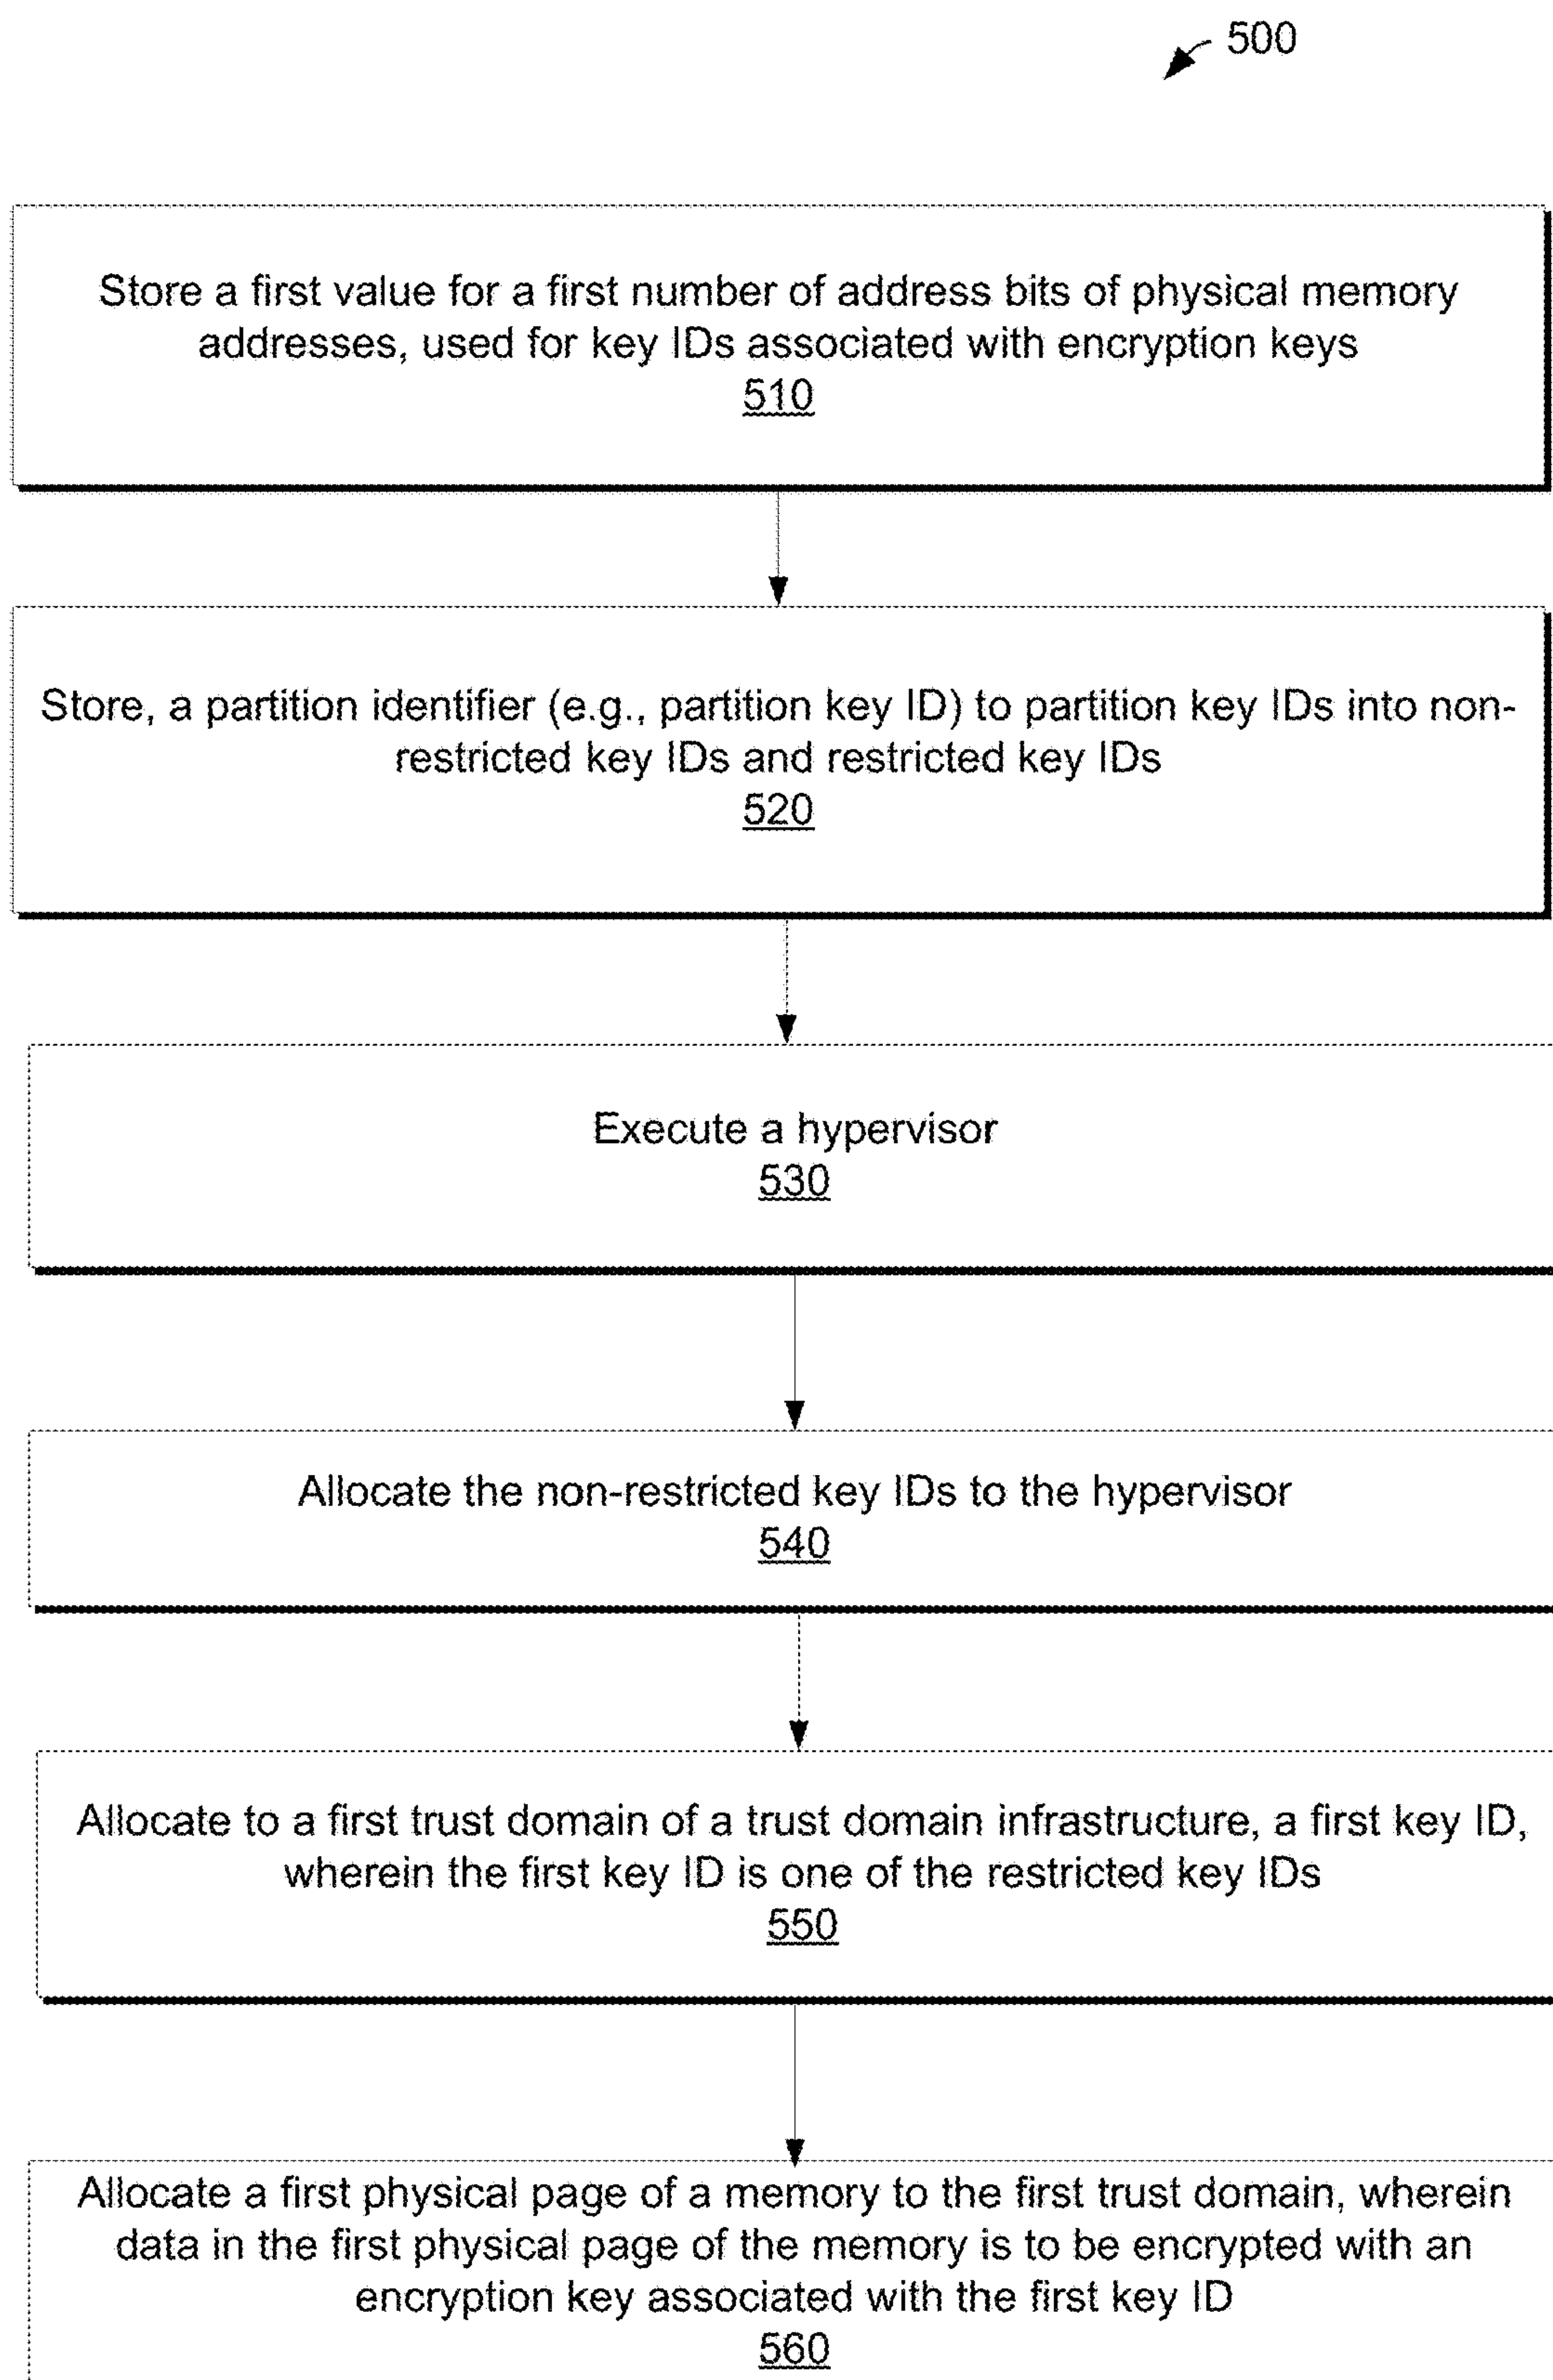 500
Store a first value for a first number of address bits of physical memory
addresses, used for key IDs associated with encryption keys
510
Store, a partition identifier (e.g., partition key ID) to partition key IDs into non-
restricted key IDs and restricted key IDs
520
Execute a hypervisor
530
Allocate the non-restricted key IDs to the hypervisor
540
Allocate to a first trust domain of a trust domain infrastructure, a first key ID,
wherein the first key ID is one of the restricted key IDs
550
Allocate a first physical page of a memory to the first trust domain, wherein
data in the first physical page of the memory is to be encrypted with an
encryption key associated with the first key ID
560